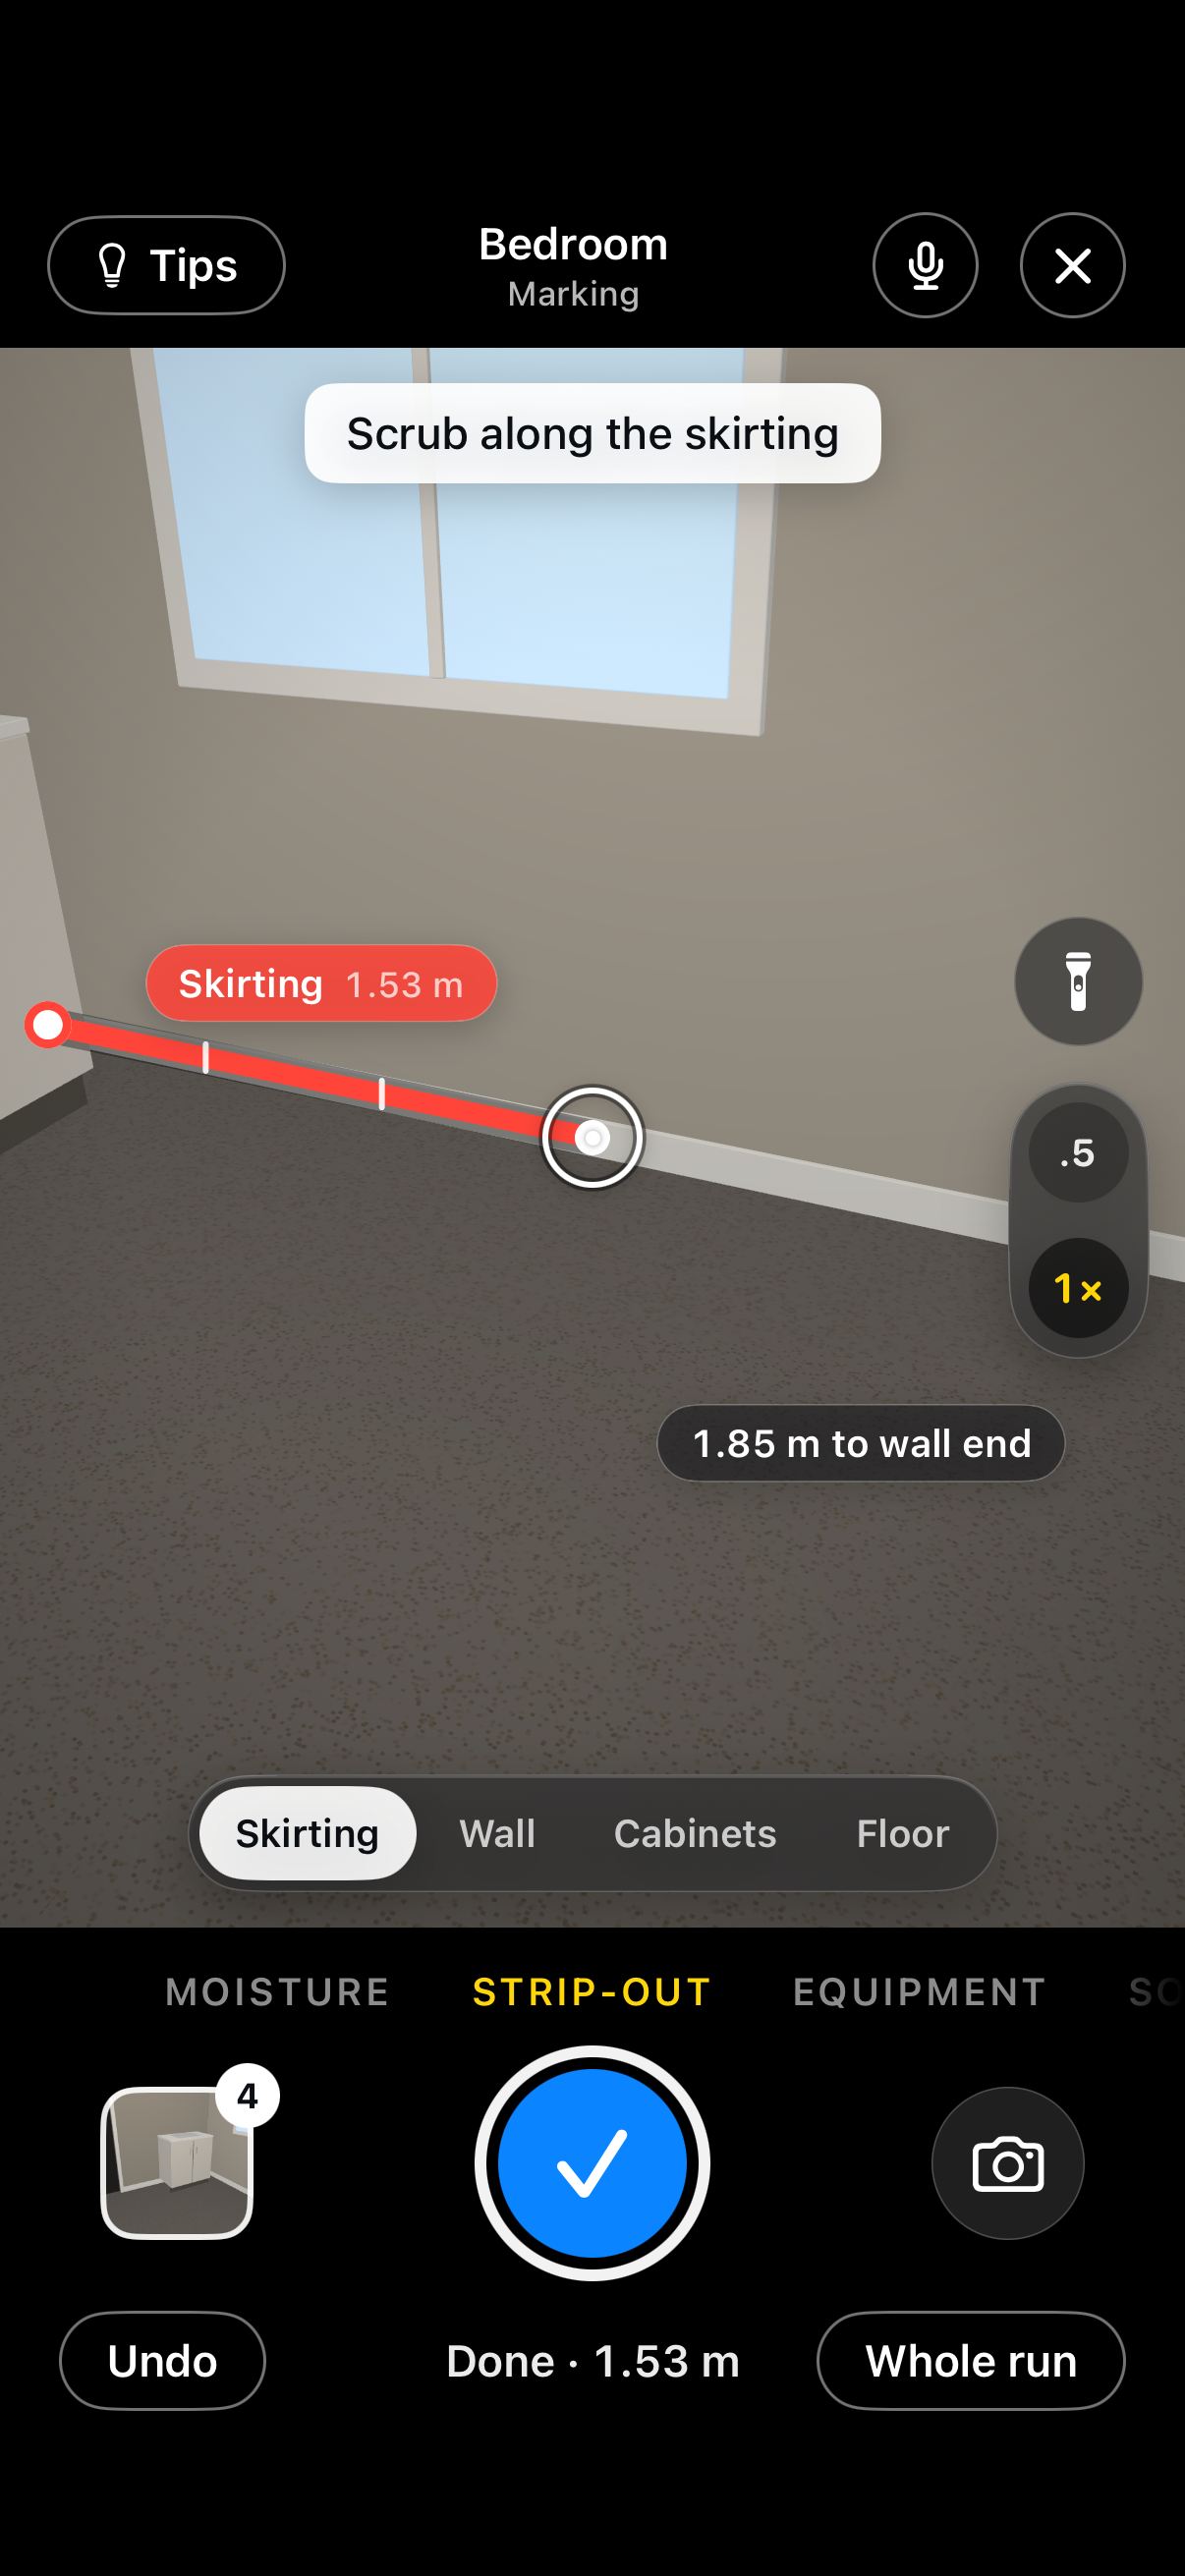 Tips
Bedroom
Marking
Scrub along the skirting
Skirting 1.53 m
.5
1×
1.85 m to wall end
Skirting Wall Cabinets Floor
MOISTURE STRIP-OUT EQUIPMENT
4
Undo
Done · 1.53 m
Whole run